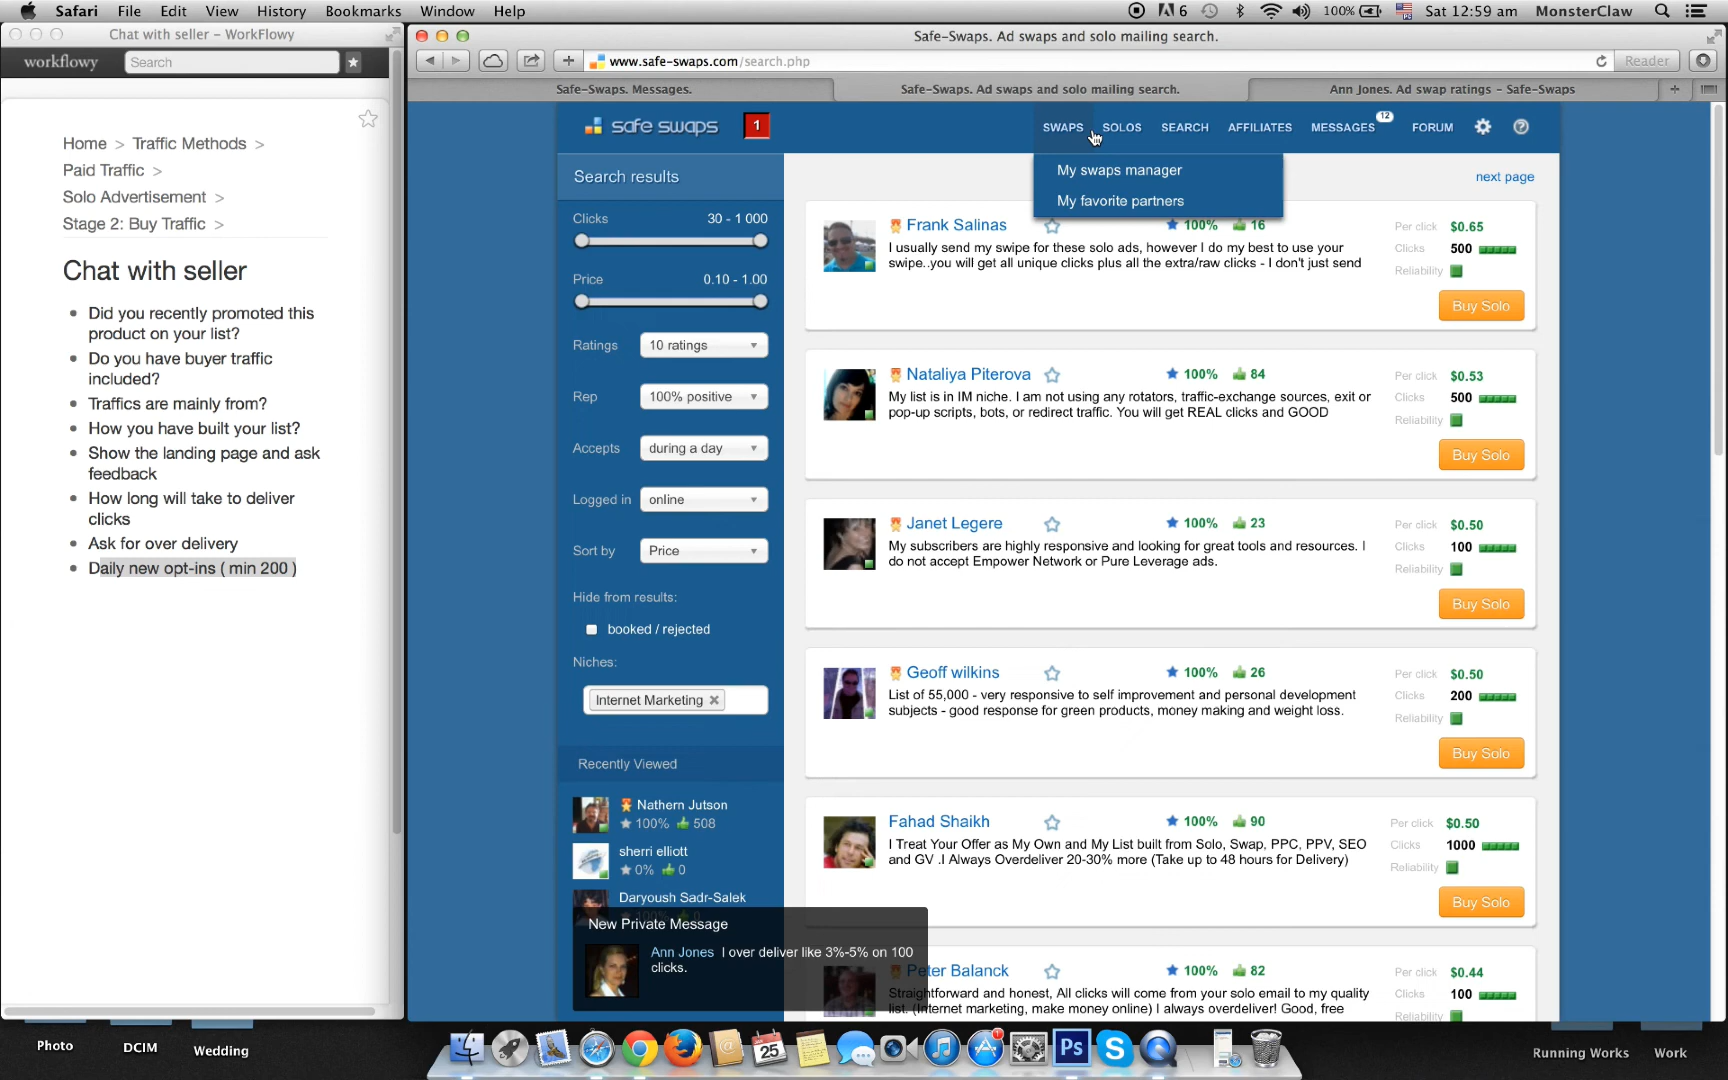 Safari File Edit View History Bookmarks Window Help
6 100% Sat 12:59 am MonsterClaw
Chat with seller – WorkFlowy
workflowy Search
Home > Traffic Methods >
Paid Traffic >
Solo Advertisement >
Stage 2: Buy Traffic >
Chat with seller
Did you recently promoted this
product on your list?
Do you have buyer traffic
included?
Traffics are mainly from?
How you have built your list?
Show the landing page and ask
feedback
How long will take to deliver
clicks
Ask for over delivery
Daily new opt-ins ( min 200 )
Safe-Swaps. Ad swaps and solo mailing search.
www.safe-swaps.com/search.php
Reader
Safe-Swaps. Messages.
Safe-Swaps. Ad swaps and solo mailing search.
Ann Jones. Ad swap ratings – Safe-Swaps
safe swaps 1
SWAPS SOLOS SEARCH AFFILIATES MESSAGES 12 FORUM
My swaps manager
My favorite partners
Search results
next page
Clicks 30 - 1 000
Price 0.10 - 1.00
Ratings 10 ratings
Rep 100% positive
Accepts during a day
Logged in online
Sort by Price
Hide from results:
booked / rejected
Niches:
Internet Marketing
Recently Viewed
Nathern Jutson
100% 508
sherri elliott
0% 0
Daryoush Sadr-Salek
New Private Message
Ann Jones I over deliver like 3%-5% on 100
clicks.
Frank Salinas 100% 16
I usually send my swipe for these solo ads, however I do my best to use your
swipe..you will get all unique clicks plus all the extra/raw clicks - I don't just send
Per click $0.65
Clicks 500
Reliability
Buy Solo
Nataliya Piterova 100% 84
My list is in IM niche. I am not using any rotators, traffic-exchange sources, exit or
pop-up scripts, bots, or redirect traffic. You will get REAL clicks and GOOD
Per click $0.53
Clicks 500
Reliability
Buy Solo
Janet Legere 100% 23
My subscribers are highly responsive and looking for great tools and resources. I
do not accept Empower Network or Pure Leverage ads.
Per click $0.50
Clicks 100
Reliability
Buy Solo
Geoff wilkins 100% 26
List of 55,000 - very responsive to self improvement and personal development
subjects - good response for green products, money making and weight loss.
Per click $0.50
Clicks 200
Reliability
Buy Solo
Fahad Shaikh 100% 90
I Treat Your Offer as My Own and My List built from Solo, Swap, PPC, PPV, SEO
and GV .I Always Overdeliver 20-30% more (Take up to 48 hours for Delivery)
Per click $0.50
Clicks 1000
Reliability
Buy Solo
Peter Balanck 100% 82
Straightforward and honest, All clicks will come from your solo email to my quality
list. (Internet marketing, make money online) I always overdeliver! Good, free
Per click $0.44
Clicks 100
Reliability
Photo DCIM Wedding
25
Ps
1
Running Works Work